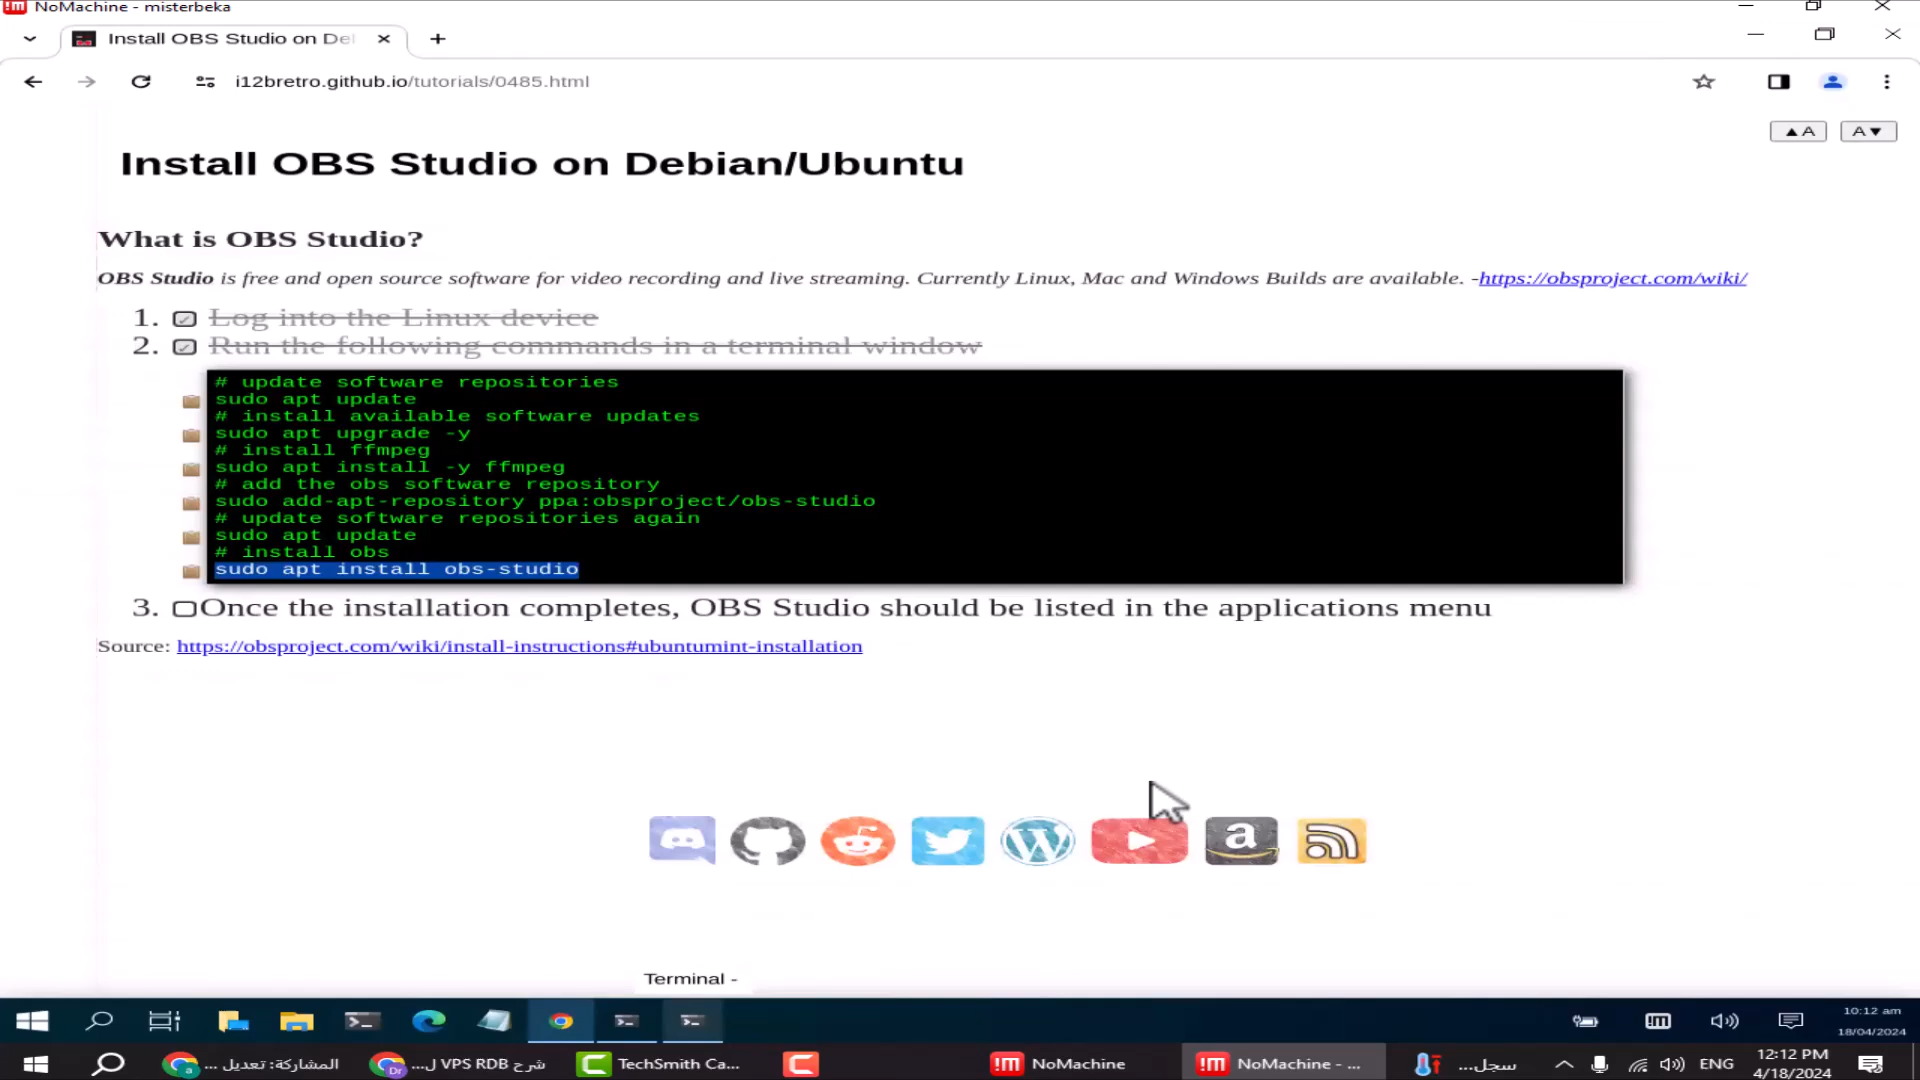 NoMachine - misterbeka
Install OBS Studio on De
i12bretro.github.io/tutorials/0485.html
▲A A▼
Install OBS Studio on Debian/Ubuntu
What is OBS Studio?
OBS Studio is free and open source software for video recording and live streaming. Currently Linux, Mac and Windows Builds are available. -https://obsproject.com/wiki/
1. Log into the Linux device
2. Run the following commands in a terminal window
# update software repositories
sudo apt update
# install available software updates
sudo apt upgrade -y
# install ffmpeg
sudo apt install -y ffmpeg
# add the obs software repository
sudo add-apt-repository ppa:obsproject/obs-studio
# update software repositories again
sudo apt update
# install obs
sudo apt install obs-studio
3. Once the installation completes, OBS Studio should be listed in the applications menu
Source: https://obsproject.com/wiki/install-instructions#ubuntumint-installation
Terminal -
10:12 am
18/04/2024
المشاركة: تعديل ...
شرح VPS RDB ل...
TechSmith Ca...
NoMachine
NoMachine - ...
سجل...
ENG
12:12 PM
4/18/2024